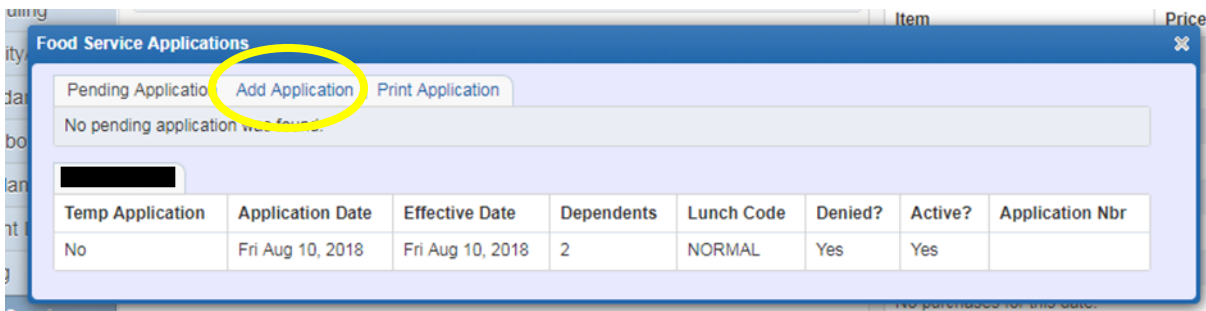 Item Price
Food Service Applications
Pending Application Add Application Print Application
No pending application was found.
Temp Application Application Date Effective Date Dependents Lunch Code Denied? Active? Application Nbr
No Fri Aug 10, 2018 Fri Aug 10, 2018 2 NORMAL Yes Yes
No purchases for this date.